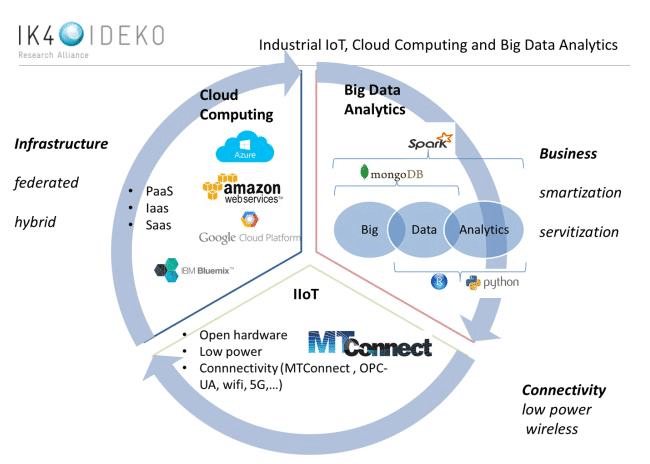 IK4 IDEKO
Research Alliance
Industrial IoT, Cloud Computing and Big Data Analytics
Cloud
Computing
Azure
amazon
webservices™
Google Cloud Platform
IBM Bluemix™
• PaaS
• Iaas
• Saas
Infrastructure
federated
hybrid
Big Data
Analytics
Spark
mongoDB
Big
Data
Analytics
R
python
Business
smartization
servitization
IIoT
• Open hardware
• Low power
• Connnectivity (MTConnect , OPC-
UA, wifi, 5G,...)
MTConnect
Connectivity
low power
wireless